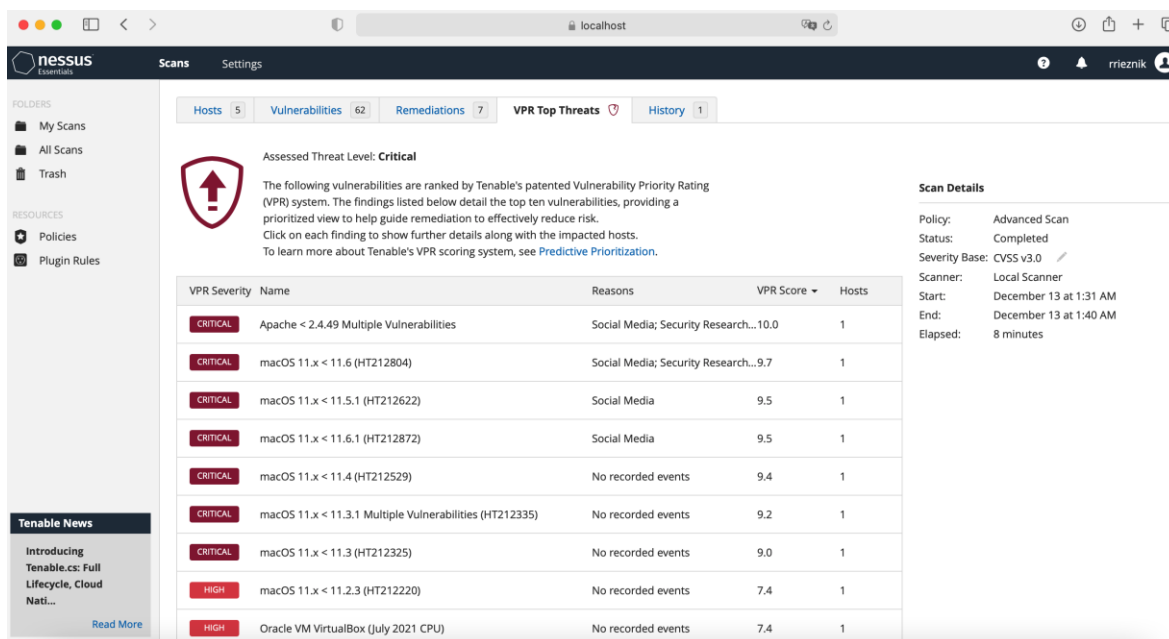 localhost
nessus
Essentials
Scans
Settings
rrieznik
FOLDERS
My Scans
All Scans
Trash
RESOURCES
Policies
Plugin Rules
Tenable News
Introducing
Tenable.cs: Full
Lifecycle, Cloud
Nati...
Read More
Hosts 5
Vulnerabilities 62
Remediations 7
VPR Top Threats
History 1
Assessed Threat Level: Critical
The following vulnerabilities are ranked by Tenable's patented Vulnerability Priority Rating
(VPR) system. The findings listed below detail the top ten vulnerabilities, providing a
prioritized view to help guide remediation to effectively reduce risk.
Click on each finding to show further details along with the impacted hosts.
To learn more about Tenable's VPR scoring system, see Predictive Prioritization.
VPR Severity Name Reasons VPR Score Hosts
CRITICAL Apache < 2.4.49 Multiple Vulnerabilities Social Media; Security Research... 10.0 1
CRITICAL macOS 11.x < 11.6 (HT212804) Social Media; Security Research... 9.7 1
CRITICAL macOS 11.x < 11.5.1 (HT212622) Social Media 9.5 1
CRITICAL macOS 11.x < 11.6.1 (HT212872) Social Media 9.5 1
CRITICAL macOS 11.x < 11.4 (HT212529) No recorded events 9.4 1
CRITICAL macOS 11.x < 11.3.1 Multiple Vulnerabilities (HT212335) No recorded events 9.2 1
CRITICAL macOS 11.x < 11.3 (HT212325) No recorded events 9.0 1
HIGH macOS 11.x < 11.2.3 (HT212220) No recorded events 7.4 1
HIGH Oracle VM VirtualBox (July 2021 CPU) No recorded events 7.4 1
Scan Details
Policy: Advanced Scan
Status: Completed
Severity Base: CVSS v3.0
Scanner: Local Scanner
Start: December 13 at 1:31 AM
End: December 13 at 1:40 AM
Elapsed: 8 minutes